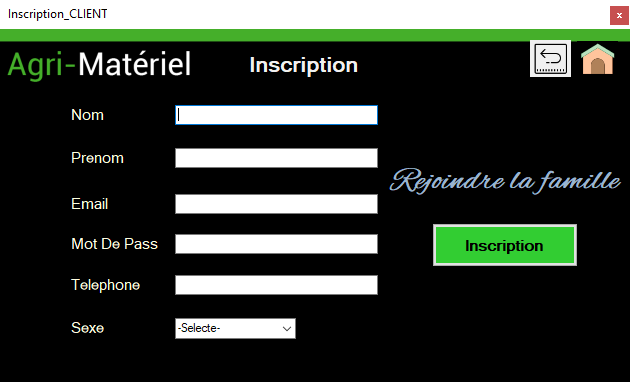 Inscription_CLIENT
x
Agri-Matériel
Inscription
Nom
Prenom
Email
Mot De Pass
Telephone
Sexe
-Selecte-
Rejoindre la famille
Inscription